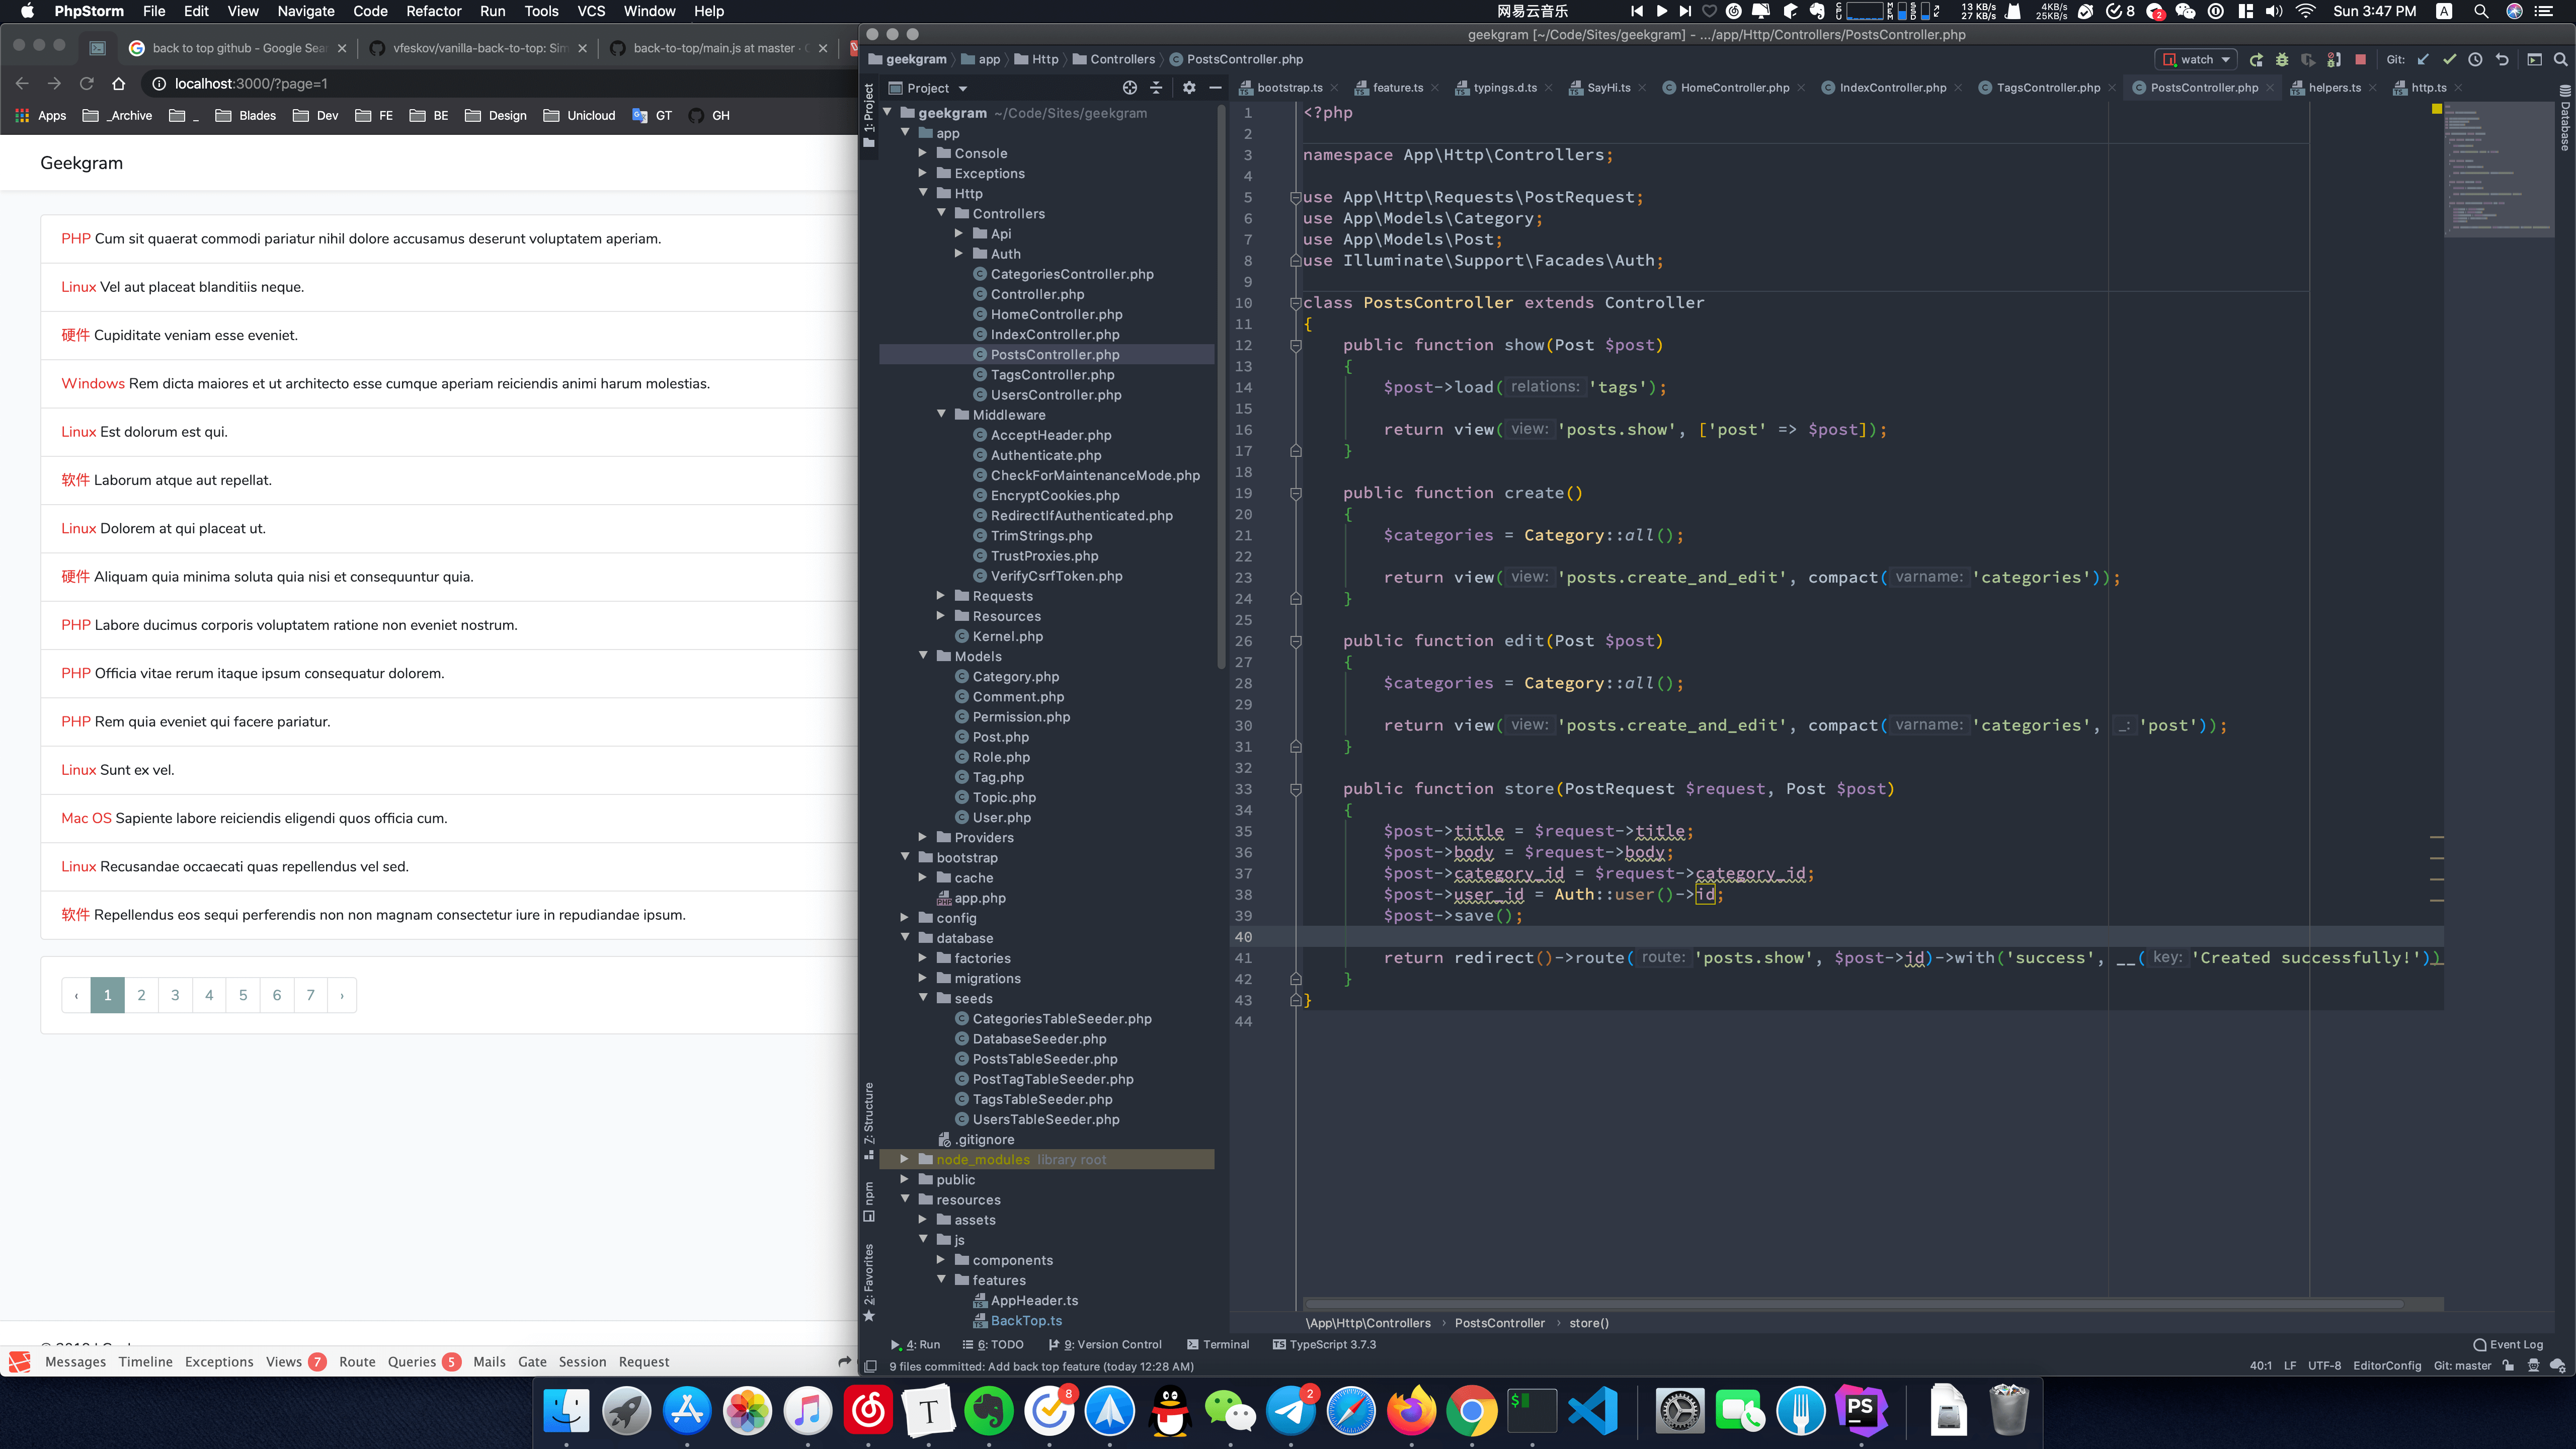 PhpStorm File Edit View Navigate Code Refactor Run Tools VCS Window Help
网易云音乐
13 KB/s
27 KB/s
4KB/s
25KB/s
8
2
Sun 3:47 PM
A
back to top github - Google Sea
vfeskov/vanilla-back-to-top: Sim
back-to-top/main.js at master ·
localhost:3000/?page=1
Apps _Archive _ Blades Dev FE BE Design Unicloud GT GH
Geekgram
PHP Cum sit quaerat commodi pariatur nihil dolore accusamus deserunt voluptatem aperiam.
Linux Vel aut placeat blanditiis neque.
硬件 Cupiditate veniam esse eveniet.
Windows Rem dicta maiores et ut architecto esse cumque aperiam reiciendis animi harum molestias.
Linux Est dolorum est qui.
软件 Laborum atque aut repellat.
Linux Dolorem at qui placeat ut.
硬件 Aliquam quia minima soluta quia nisi et consequuntur quia.
PHP Labore ducimus corporis voluptatem ratione non eveniet nostrum.
PHP Officia vitae rerum itaque ipsum consequatur dolorem.
PHP Rem quia eveniet qui facere pariatur.
Linux Sunt ex vel.
Mac OS Sapiente labore reiciendis eligendi quos officia cum.
Linux Recusandae occaecati quas repellendus vel sed.
软件 Repellendus eos sequi perferendis non non magnam consectetur iure in repudiandae ipsum.
‹ 1 2 3 4 5 6 7 ›
Messages Timeline Exceptions Views 7 Route Queries 5 Mails Gate Session Request
geekgram [~/Code/Sites/geekgram] - .../app/Http/Controllers/PostsController.php
geekgram app Http Controllers PostsController.php
watch
Git:
Project
1: Project
7: Structure
npm
2: Favorites
Database
bootstrap.ts feature.ts typings.d.ts SayHi.ts HomeController.php IndexController.php TagsController.php PostsController.php helpers.ts http.ts
geekgram ~/Code/Sites/geekgram
app
Console
Exceptions
Http
Controllers
Api
Auth
CategoriesController.php
Controller.php
HomeController.php
IndexController.php
PostsController.php
TagsController.php
UsersController.php
Middleware
AcceptHeader.php
Authenticate.php
CheckForMaintenanceMode.php
EncryptCookies.php
RedirectIfAuthenticated.php
TrimStrings.php
TrustProxies.php
VerifyCsrfToken.php
Requests
Resources
Kernel.php
Models
Category.php
Comment.php
Permission.php
Post.php
Role.php
Tag.php
Topic.php
User.php
Providers
bootstrap
cache
app.php
config
database
factories
migrations
seeds
CategoriesTableSeeder.php
DatabaseSeeder.php
PostsTableSeeder.php
PostTagTableSeeder.php
TagsTableSeeder.php
UsersTableSeeder.php
.gitignore
node_modules library root
public
resources
assets
js
components
features
AppHeader.ts
BackTop.ts
1 <?php
2
3 namespace App\Http\Controllers;
4
5 use App\Http\Requests\PostRequest;
6 use App\Models\Category;
7 use App\Models\Post;
8 use Illuminate\Support\Facades\Auth;
9
10 class PostsController extends Controller
11 {
12 public function show(Post $post)
13 {
14 $post->load( relations: 'tags');
15
16 return view( view: 'posts.show', ['post' => $post]);
17 }
18
19 public function create()
20 {
21 $categories = Category::all();
22
23 return view( view: 'posts.create_and_edit', compact( varname: 'categories'));
24 }
25
26 public function edit(Post $post)
27 {
28 $categories = Category::all();
29
30 return view( view: 'posts.create_and_edit', compact( varname: 'categories', _: 'post'));
31 }
32
33 public function store(PostRequest $request, Post $post)
34 {
35 $post->title = $request->title;
36 $post->body = $request->body;
37 $post->category_id = $request->category_id;
38 $post->user_id = Auth::user()->id;
39 $post->save();
40
41 return redirect()->route( route: 'posts.show', $post->id)->with('success', __( key: 'Created successfully!'))
42 }
43 }
44
\App\Http\Controllers › PostsController › store()
4: Run 6: TODO 9: Version Control Terminal TypeScript 3.7.3 Event Log
9 files committed: Add back top feature (today 12:28 AM) 40:1 LF UTF-8 EditorConfig Git: master
T 8 2 $ PS